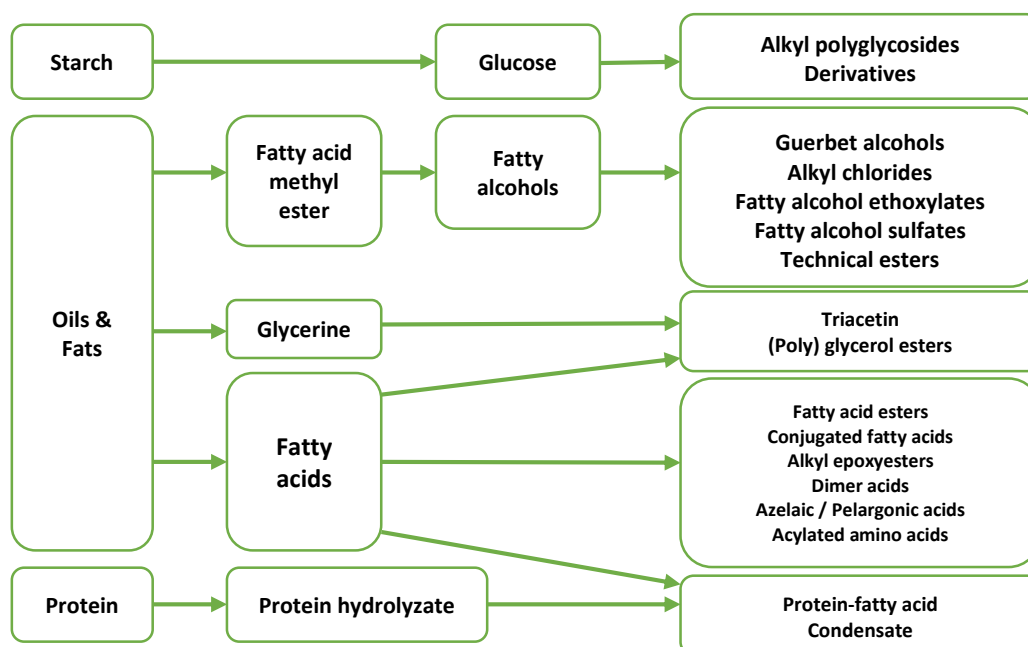 Starch
Glucose
Alkyl polyglycosides
Derivatives
Oils &
Fats
Fatty acid
methyl
ester
Fatty
alcohols
Guerbet alcohols
Alkyl chlorides
Fatty alcohol ethoxylates
Fatty alcohol sulfates
Technical esters
Glycerine
Triacetin
(Poly) glycerol esters
Fatty
acids
Fatty acid esters
Conjugated fatty acids
Alkyl epoxyesters
Dimer acids
Azelaic / Pelargonic acids
Acylated amino acids
Protein
Protein hydrolyzate
Protein-fatty acid
Condensate